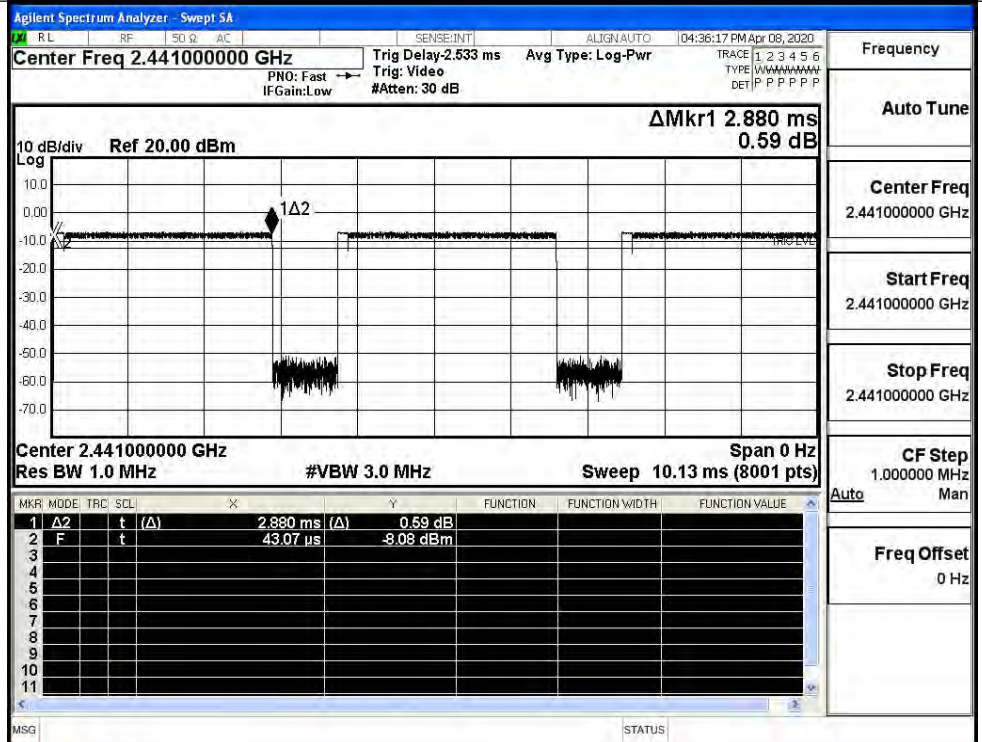 Agilent Spectrum Analyzer - Swept SA
LXI RL RF 50 Ω AC SENSE:INT ALIGN AUTO 04:36:17 PM Apr 08, 2020
Center Freq 2.441000000 GHz
PNO: Fast
IFGain:Low
Trig Delay-2.533 ms
Trig: Video
#Atten: 30 dB
Avg Type: Log-Pwr
TRACE 1 2 3 4 5 6
TYPE WWWWWW
DET P P P P P P
ΔMkr1 2.880 ms
0.59 dB
10 dB/div Ref 20.00 dBm
Log
10.0
0.00
-10.0
-20.0
-30.0
-40.0
-50.0
-60.0
-70.0
1Δ2
2
TRIG LVL
Center 2.441000000 GHz Span 0 Hz
Res BW 1.0 MHz #VBW 3.0 MHz Sweep 10.13 ms (8001 pts)
MKR MODE TRC SCL X Y FUNCTION FUNCTION WIDTH FUNCTION VALUE
1 Δ2 t (Δ) 2.880 ms (Δ) 0.59 dB
2 F t 43.07 µs -8.08 dBm
3
4
5
6
7
8
9
10
11
MSG STATUS
Frequency
Auto Tune
Center Freq
2.441000000 GHz
Start Freq
2.441000000 GHz
Stop Freq
2.441000000 GHz
CF Step
1.000000 MHz
Auto Man
Freq Offset
0 Hz